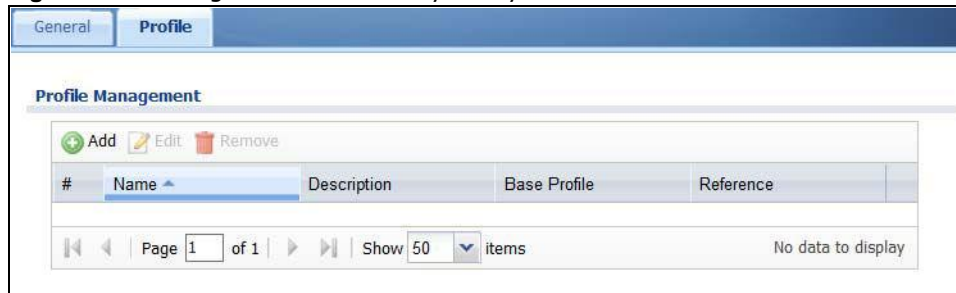 General Profile
Profile Management
Add Edit Remove
# Name Description Base Profile Reference
Page 1 of 1 Show 50 items No data to display